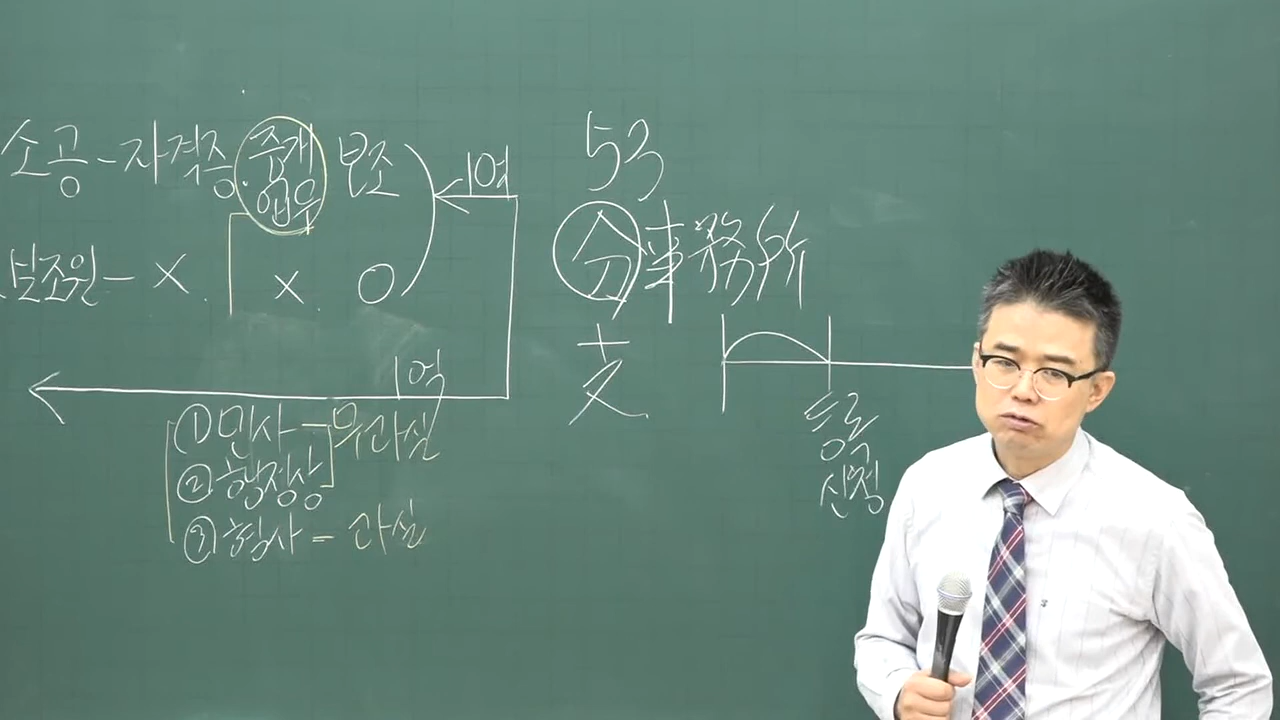 소공-자격증 중개업무 보조
1억
보조원- X X O
1억
① 민사-무과실
② 행정상
③ 형사 - 과실
53
分事務所
十
文
등록
신청